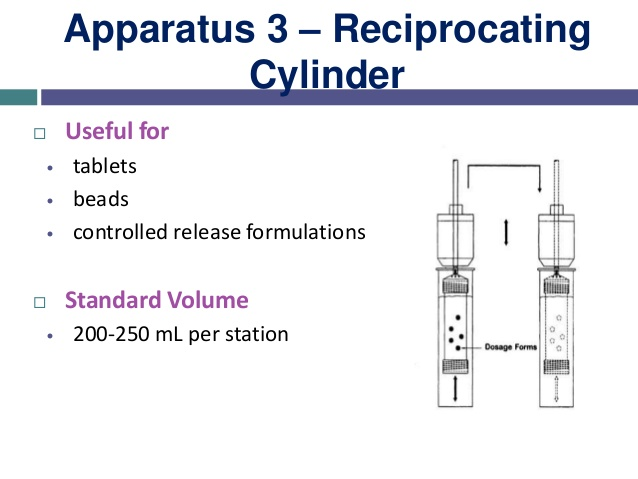 Apparatus 3 – Reciprocating
Cylinder
Useful for
• tablets
• beads
• controlled release formulations
Standard Volume
• 200-250 mL per station
Dosage Forms